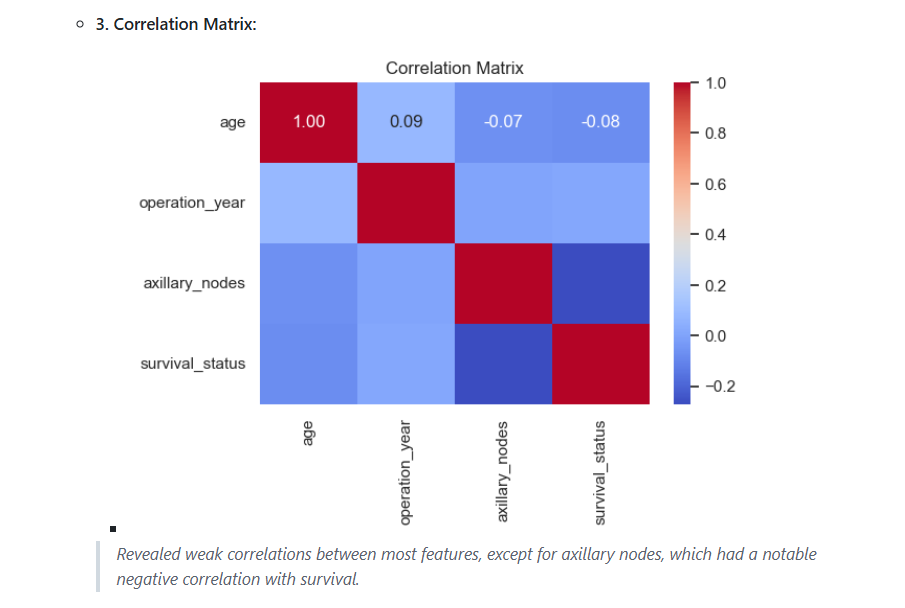 3. Correlation Matrix:
Correlation Matrix
age 1.00 0.09 -0.07 -0.08
operation_year
axillary_nodes
survival_status
age operation_year axillary_nodes survival_status
1.0
0.8
0.6
0.4
0.2
0.0
−0.2
Revealed weak correlations between most features, except for axillary nodes, which had a notable
negative correlation with survival.